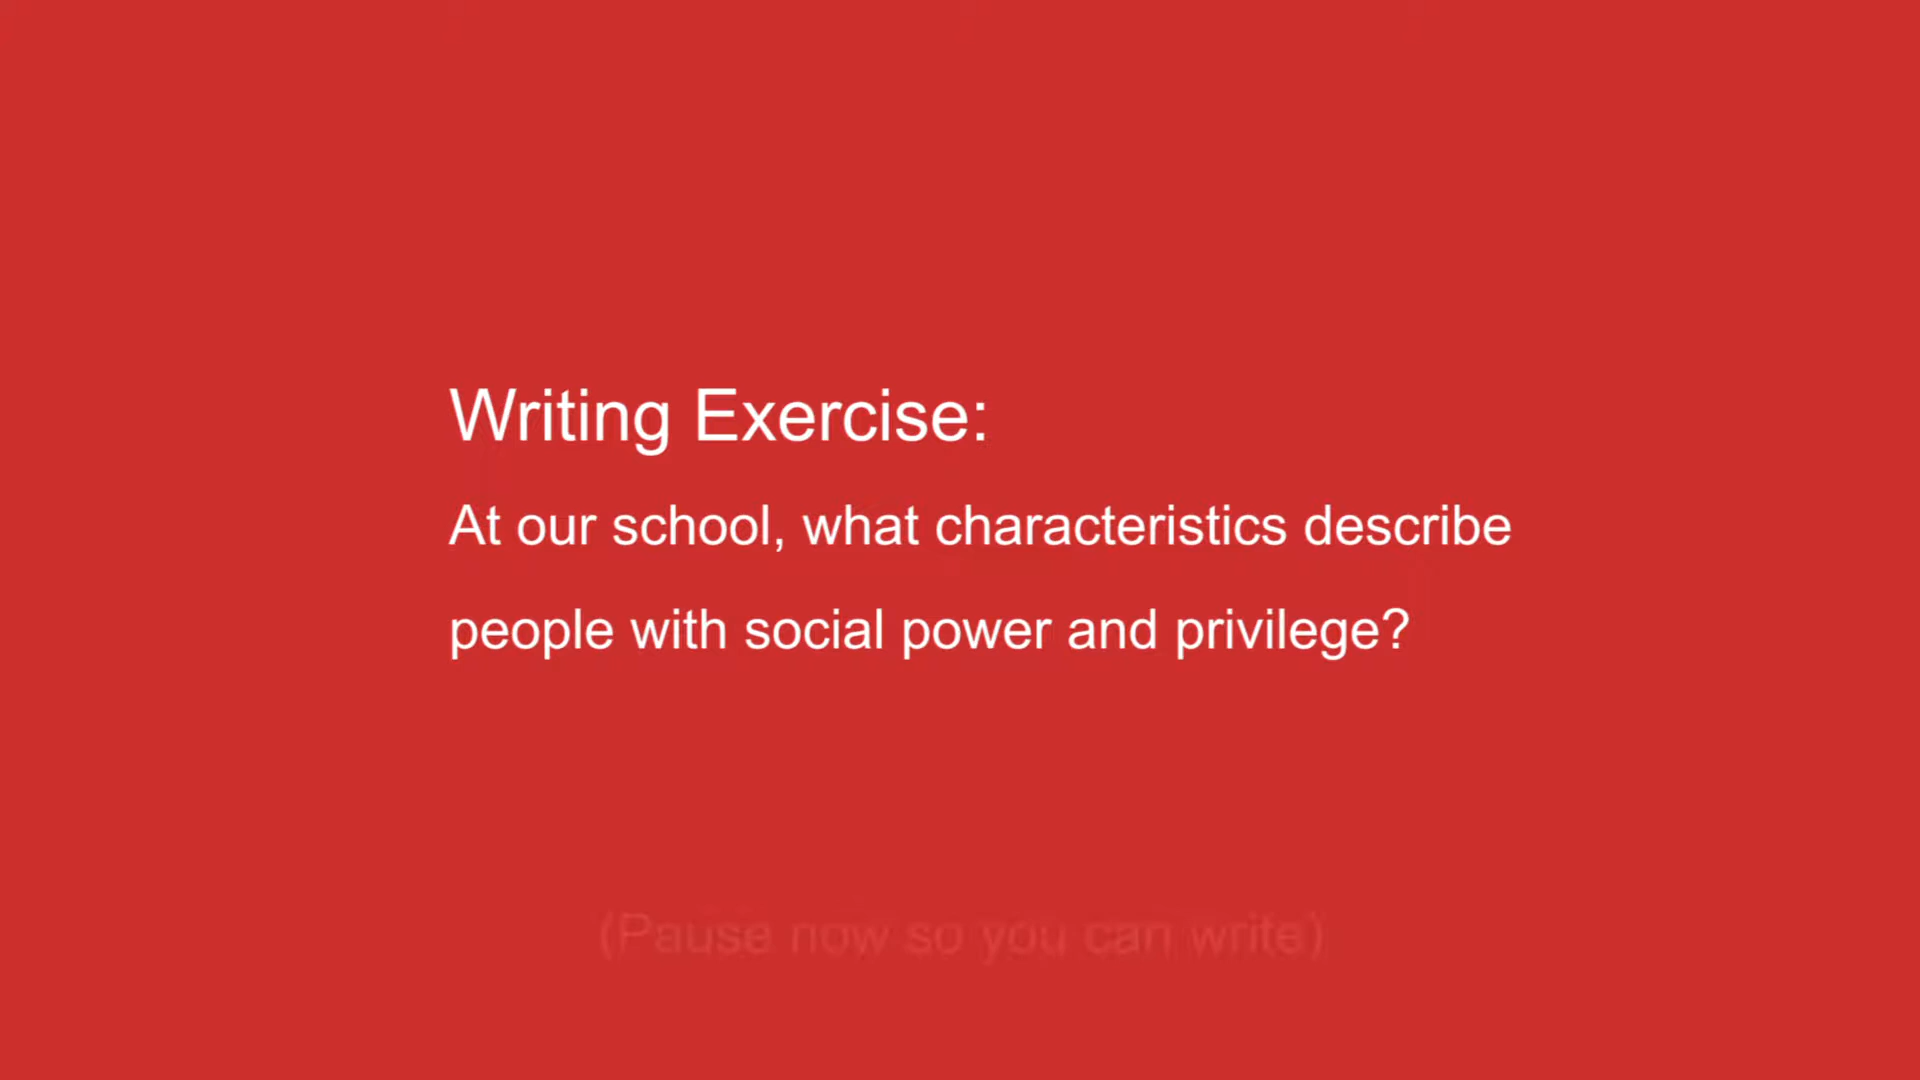 Writing Exercise:
At our school, what characteristics describe
people with social power and privilege?
(Pause now so you can write)